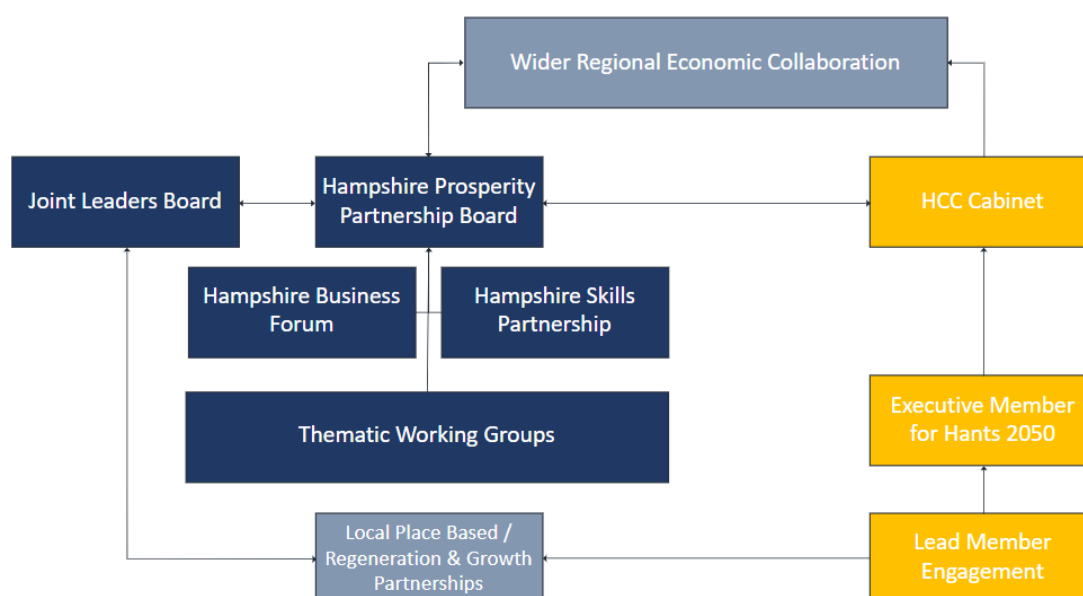 Wider Regional Economic Collaboration
Joint Leaders Board
Hampshire Prosperity
Partnership Board
HCC Cabinet
Hampshire Business
Forum
Hampshire Skills
Partnership
Thematic Working Groups
Executive Member
for Hants 2050
Local Place Based /
Regeneration & Growth
Partnerships
Lead Member
Engagement